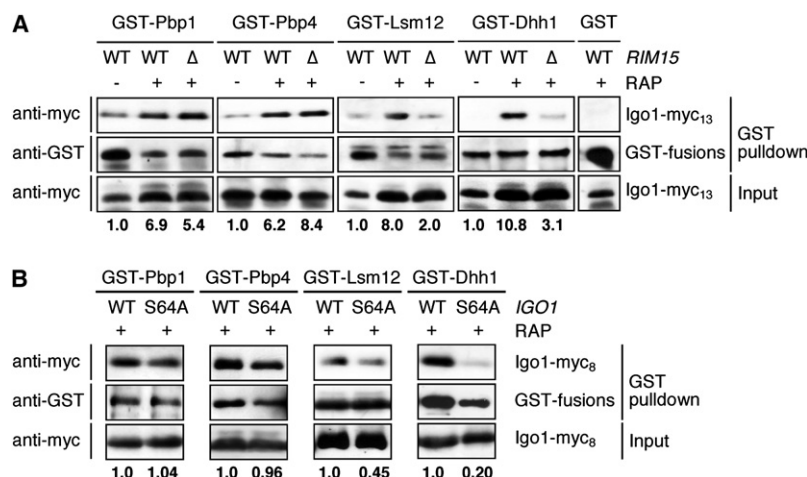 A
GST-Pbp1 GST-Pbp4 GST-Lsm12 GST-Dhh1 GST
WT WT Δ WT WT Δ WT WT Δ WT WT Δ WT RIM15
- + + - + + - + + - + + + RAP
anti-myc Igo1-myc₁₃
anti-GST GST-fusions GST pulldown
anti-myc Igo1-myc₁₃ Input
1.0 6.9 5.4 1.0 6.2 8.4 1.0 8.0 2.0 1.0 10.8 3.1
B
GST-Pbp1 GST-Pbp4 GST-Lsm12 GST-Dhh1
WT S64A WT S64A WT S64A WT S64A IGO1
+ + + + + + + + RAP
anti-myc Igo1-myc₈
anti-GST GST-fusions GST pulldown
anti-myc Igo1-myc₈ Input
1.0 1.04 1.0 0.96 1.0 0.45 1.0 0.20